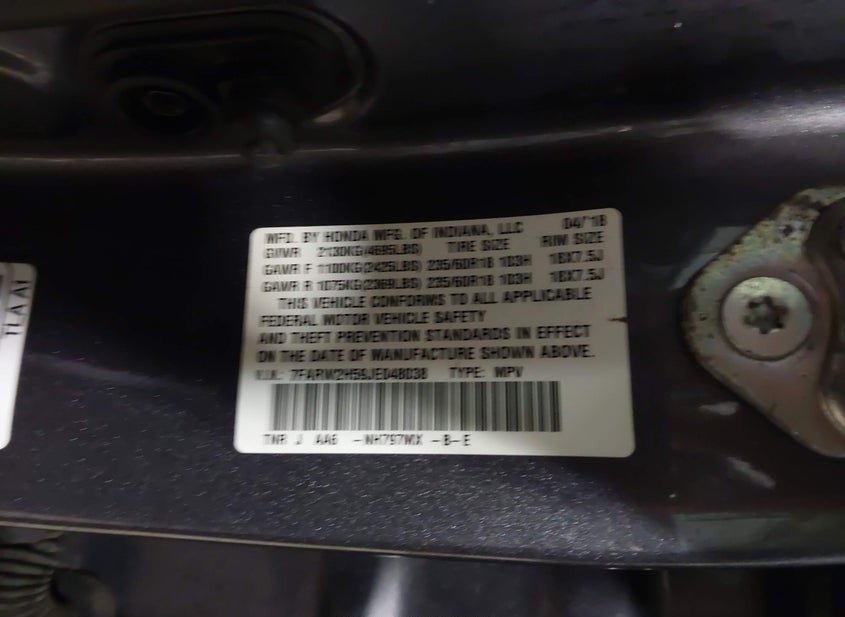 MFD. BY HONDA MFG. OF INDIANA, LLC 04/18
GVWR 2130KG(4695LBS) TIRE SIZE RIM SIZE
GAWR F 1100KG(2425LBS) 235/60R18 103H 18X7.5J
GAWR R 1075KG(2369LBS) 235/60R18 103H 18X7.5J
THIS VEHICLE CONFORMS TO ALL APPLICABLE
FEDERAL MOTOR VEHICLE SAFETY
AND THEFT PREVENTION STANDARDS IN EFFECT
ON THE DATE OF MANUFACTURE SHOWN ABOVE.
V.I.N.: TYPE: MPV
TNR J AA6 -NH797MX -B-E